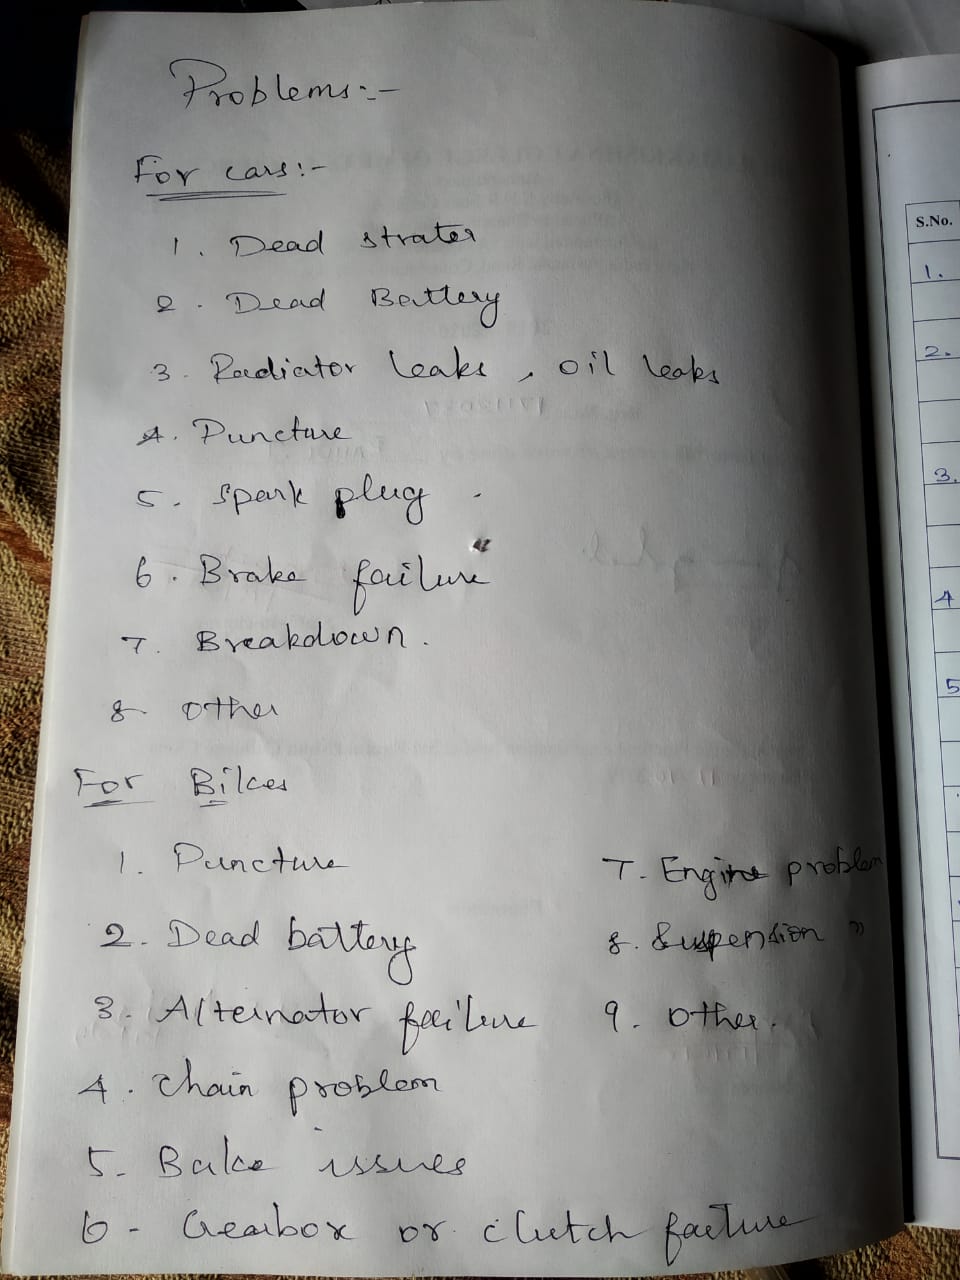 Problems:-
For cars:-
1. Dead strater
2. Dead Battery
3. Radiator leaks, oil leaks
4. Puncture
5. Spark plug.
6. Brake failure
7. Breakdown.
8 other
For Bikes
1. Puncture
2. Dead battery
3. Alternator failure
4. Chain problem
5. Bake issues
6- Gearbox or clutch failure
7- Engine problem
8. Suspension "
9. other.
S.No.
1.
2.
3.
4
5